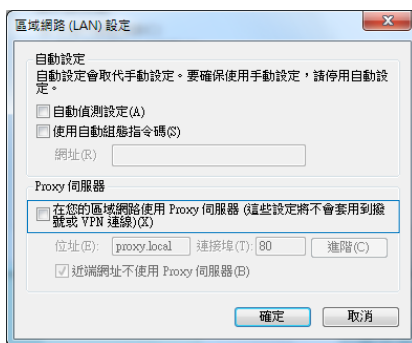 區域網路 (LAN) 設定
自動設定
自動設定會取代手動設定。要確保使用手動設定，請停用自動設
定。
自動偵測設定(A)
使用自動組態指令碼(S)
網址(R)
Proxy 伺服器
在您的區域網路使用 Proxy 伺服器 (這些設定將不會套用到撥
號或 VPN 連線)(X)
位址(E): proxy.local 連接埠(T): 80 進階(C)
近端網址不使用 Proxy 伺服器(B)
確定 取消